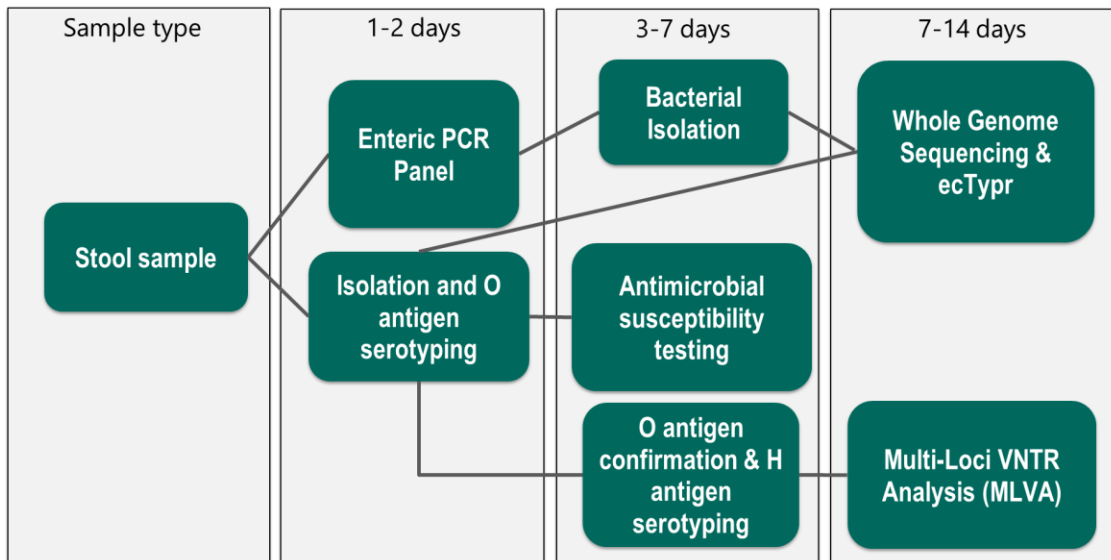 Sample type
1-2 days
3-7 days
7-14 days
Stool sample
Enteric PCR
Panel
Isolation and O
antigen
serotyping
Bacterial
Isolation
Antimicrobial
susceptibility
testing
O antigen
confirmation & H
antigen
serotyping
Whole Genome
Sequencing &
ecTypr
Multi-Loci VNTR
Analysis (MLVA)